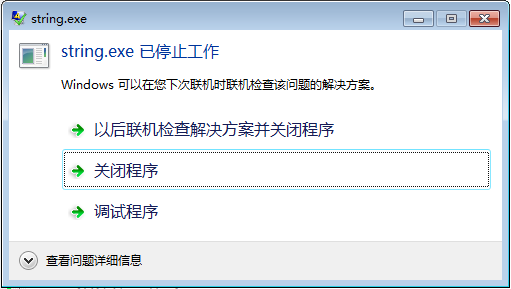 string.exe
string.exe 已停止工作
Windows 可以在您下次联机时联机检查该问题的解决方案。
以后联机检查解决方案并关闭程序
关闭程序
调试程序
查看问题详细信息